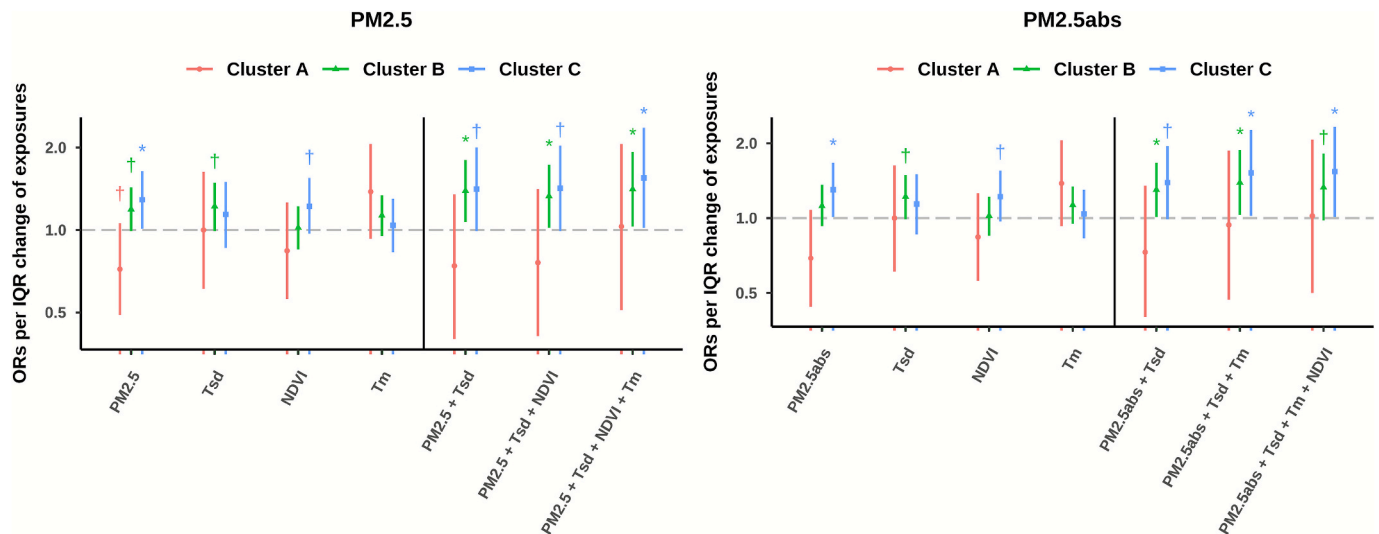 PM2.5
Cluster A Cluster B Cluster C
ORs per IQR change of exposures
2.0
1.0
0.5
† † *
†
†
* †
* †
* *
PM2.5
Tsd
NDVI
Tm
PM2.5 + Tsd
PM2.5 + Tsd + NDVI
PM2.5 + Tsd + NDVI + Tm
PM2.5abs
Cluster A Cluster B Cluster C
ORs per IQR change of exposures
2.0
1.0
0.5
*
†
†
* †
* *
† *
PM2.5abs
Tsd
NDVI
Tm
PM2.5abs + Tsd
PM2.5abs + Tsd + Tm
PM2.5abs + Tsd + Tm + NDVI